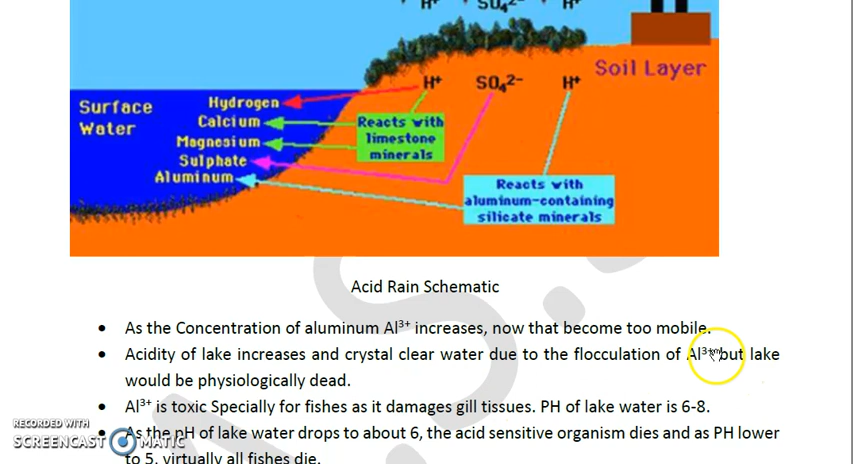 H⁺ SO₄²⁻ H⁺
H⁺ SO₄²⁻ H⁺ Soil Layer
Surface
Water
Hydrogen
Calcium
Magnesium
Sulphate
Aluminum
Reacts with
limestone
minerals
Reacts with
aluminum-containing
silicate minerals
Acid Rain Schematic
• As the Concentration of aluminum Al³⁺ increases, now that become too mobile.
• Acidity of lake increases and crystal clear water due to the flocculation of Al³⁺ but lake
would be physiologically dead.
• Al³⁺ is toxic Specially for fishes as it damages gill tissues. PH of lake water is 6-8.
• As the pH of lake water drops to about 6, the acid sensitive organism dies and as PH lower
to 5, virtually all fishes die.
RECORDED WITH
SCREENCAST MATIC